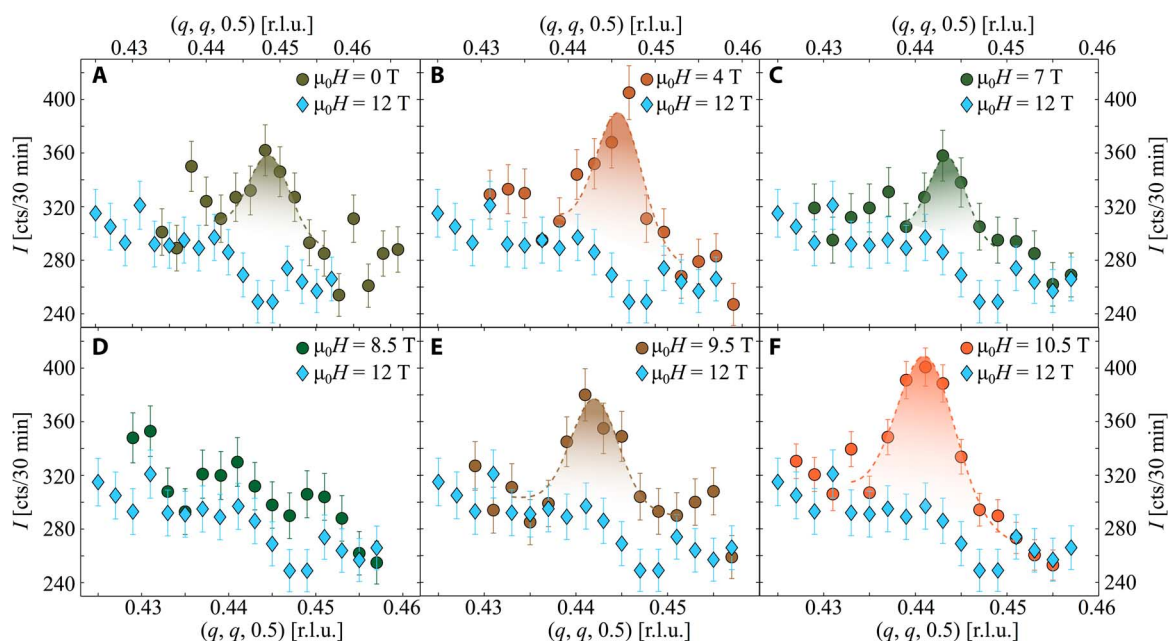 (q, q, 0.5) [r.l.u.] (q, q, 0.5) [r.l.u.] (q, q, 0.5) [r.l.u.]
0.43 0.44 0.45 0.46 0.43 0.44 0.45 0.46 0.43 0.44 0.45 0.46
A μ₀H = 0 T B μ₀H = 4 T C μ₀H = 7 T
μ₀H = 12 T μ₀H = 12 T μ₀H = 12 T
400 400
360 360
I [cts/30 min] I [cts/30 min]
320 320
280 280
240 240
D μ₀H = 8.5 T E μ₀H = 9.5 T F μ₀H = 10.5 T
μ₀H = 12 T μ₀H = 12 T μ₀H = 12 T
400 400
360 360
I [cts/30 min] I [cts/30 min]
320 320
280 280
240 240
0.43 0.44 0.45 0.46 0.43 0.44 0.45 0.43 0.44 0.45 0.46
(q, q, 0.5) [r.l.u.] (q, q, 0.5) [r.l.u.] (q, q, 0.5) [r.l.u.]